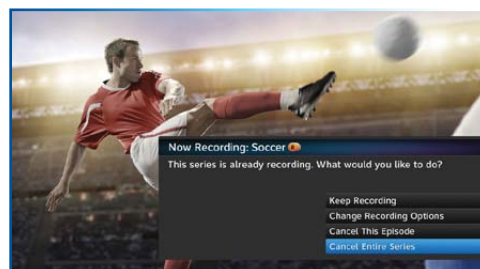 Now Recording: Soccer
This series is already recording. What would you like to do?
Keep Recording
Change Recording Options
Cancel This Episode
Cancel Entire Series